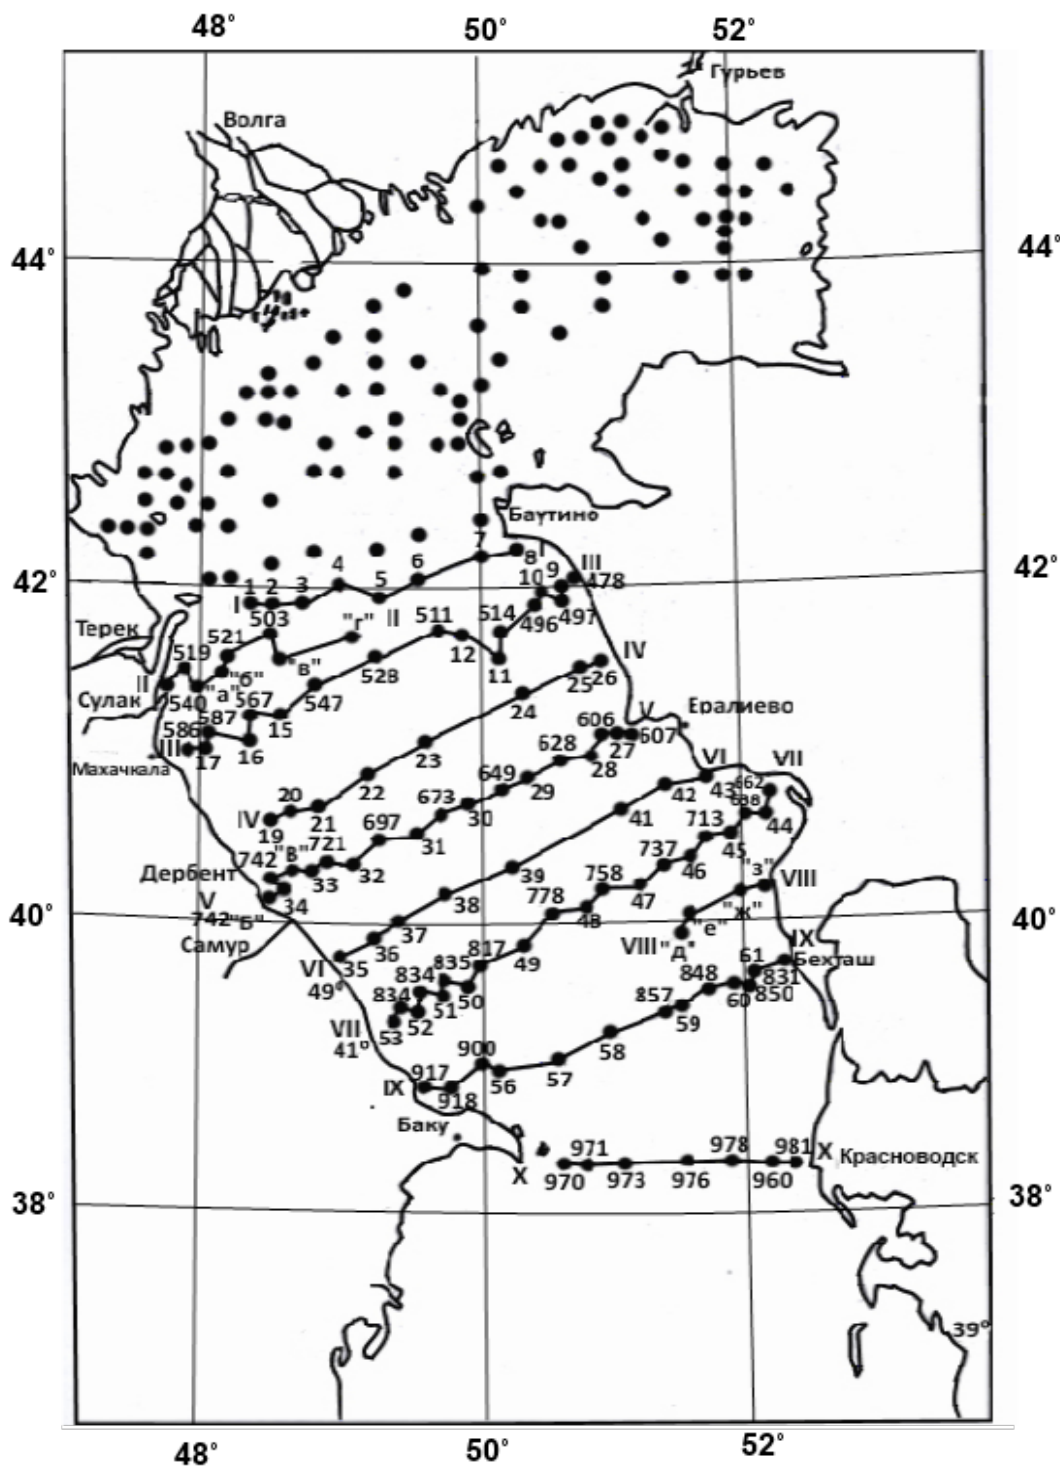 48° 50° 52°
Гурьев
Волга
44° 44°
Баутино
7
8 I
4 6 9 III
42° 1 2 3 5 10 478 42°
I 503 II 511 514 496 497
Терек 521 "г"
519 528 12 11 IV
II "б" "в" 25 26
Сулак 540 "а" 567 547 24
587 15 606 V Ералиево
586 16 23 628 27 607
III 17 28 VI VII
Махачкала 22 649 29 43 662
20 673 42 638
IV 21 30 41 713 44
19 697 31 45
742 "в" 721 737 46 "з"
Дербент 33 32 39 758 VIII
V 34 38 778 47 "ж"
40° 742 "Б" 48 "е" 40°
Самур 37 VIII "д" IX
36 817 49 61 Бехташ
VI 35 835 848 831
49° 834 50 857 60 850
834 51 59
VII 53 52 58
41° 900
917 56 57
IX 918
Баку 971 978 981 X Красноводск
X 970 973 976 960
38° 38°
39°
48° 50° 52°